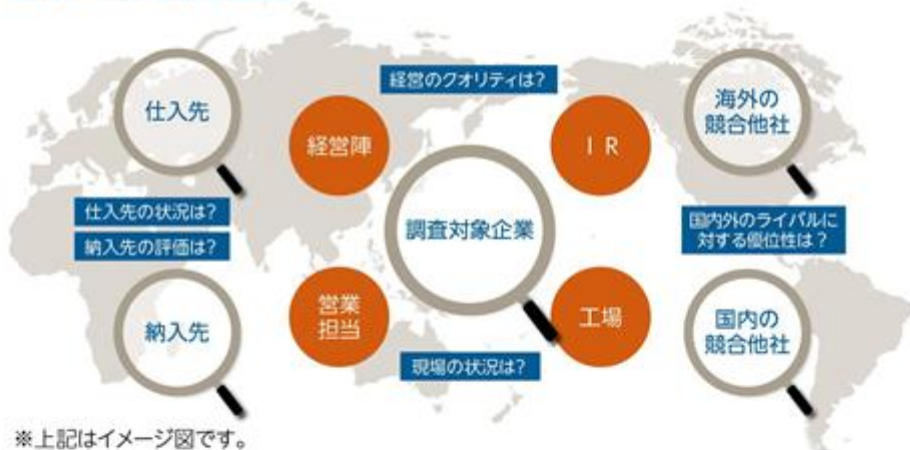 経営のクオリティは?
仕入先
経営陣
IR
海外の
競合他社
仕入先の状況は?
納入先の評価は?
調査対象企業
国内外のライバルに
対する優位性は?
納入先
営業
担当
工場
国内の
競合他社
現場の状況は?
※上記はイメージ図です。